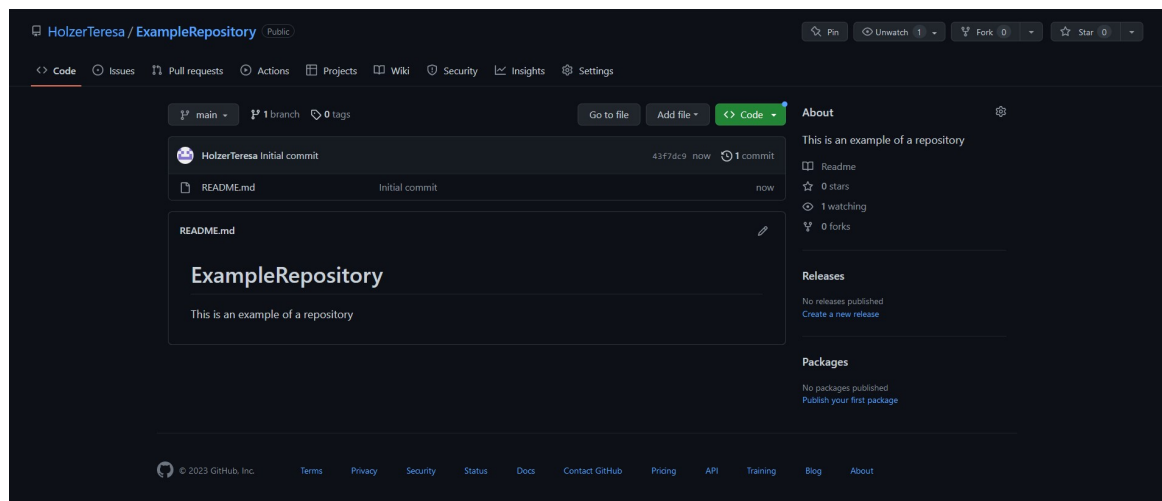 HolzerTeresa / ExampleRepository Public
Pin Unwatch 1 Fork 0 Star 0
Code Issues Pull requests Actions Projects Wiki Security Insights Settings
main 1 branch 0 tags Go to file Add file Code
HolzerTeresa Initial commit 43f7dc9 now 1 commit
README.md Initial commit now
README.md
ExampleRepository
This is an example of a repository
About
This is an example of a repository
Readme
0 stars
1 watching
0 forks
Releases
No releases published
Create a new release
Packages
No packages published
Publish your first package
© 2023 GitHub, Inc. Terms Privacy Security Status Docs Contact GitHub Pricing API Training Blog About